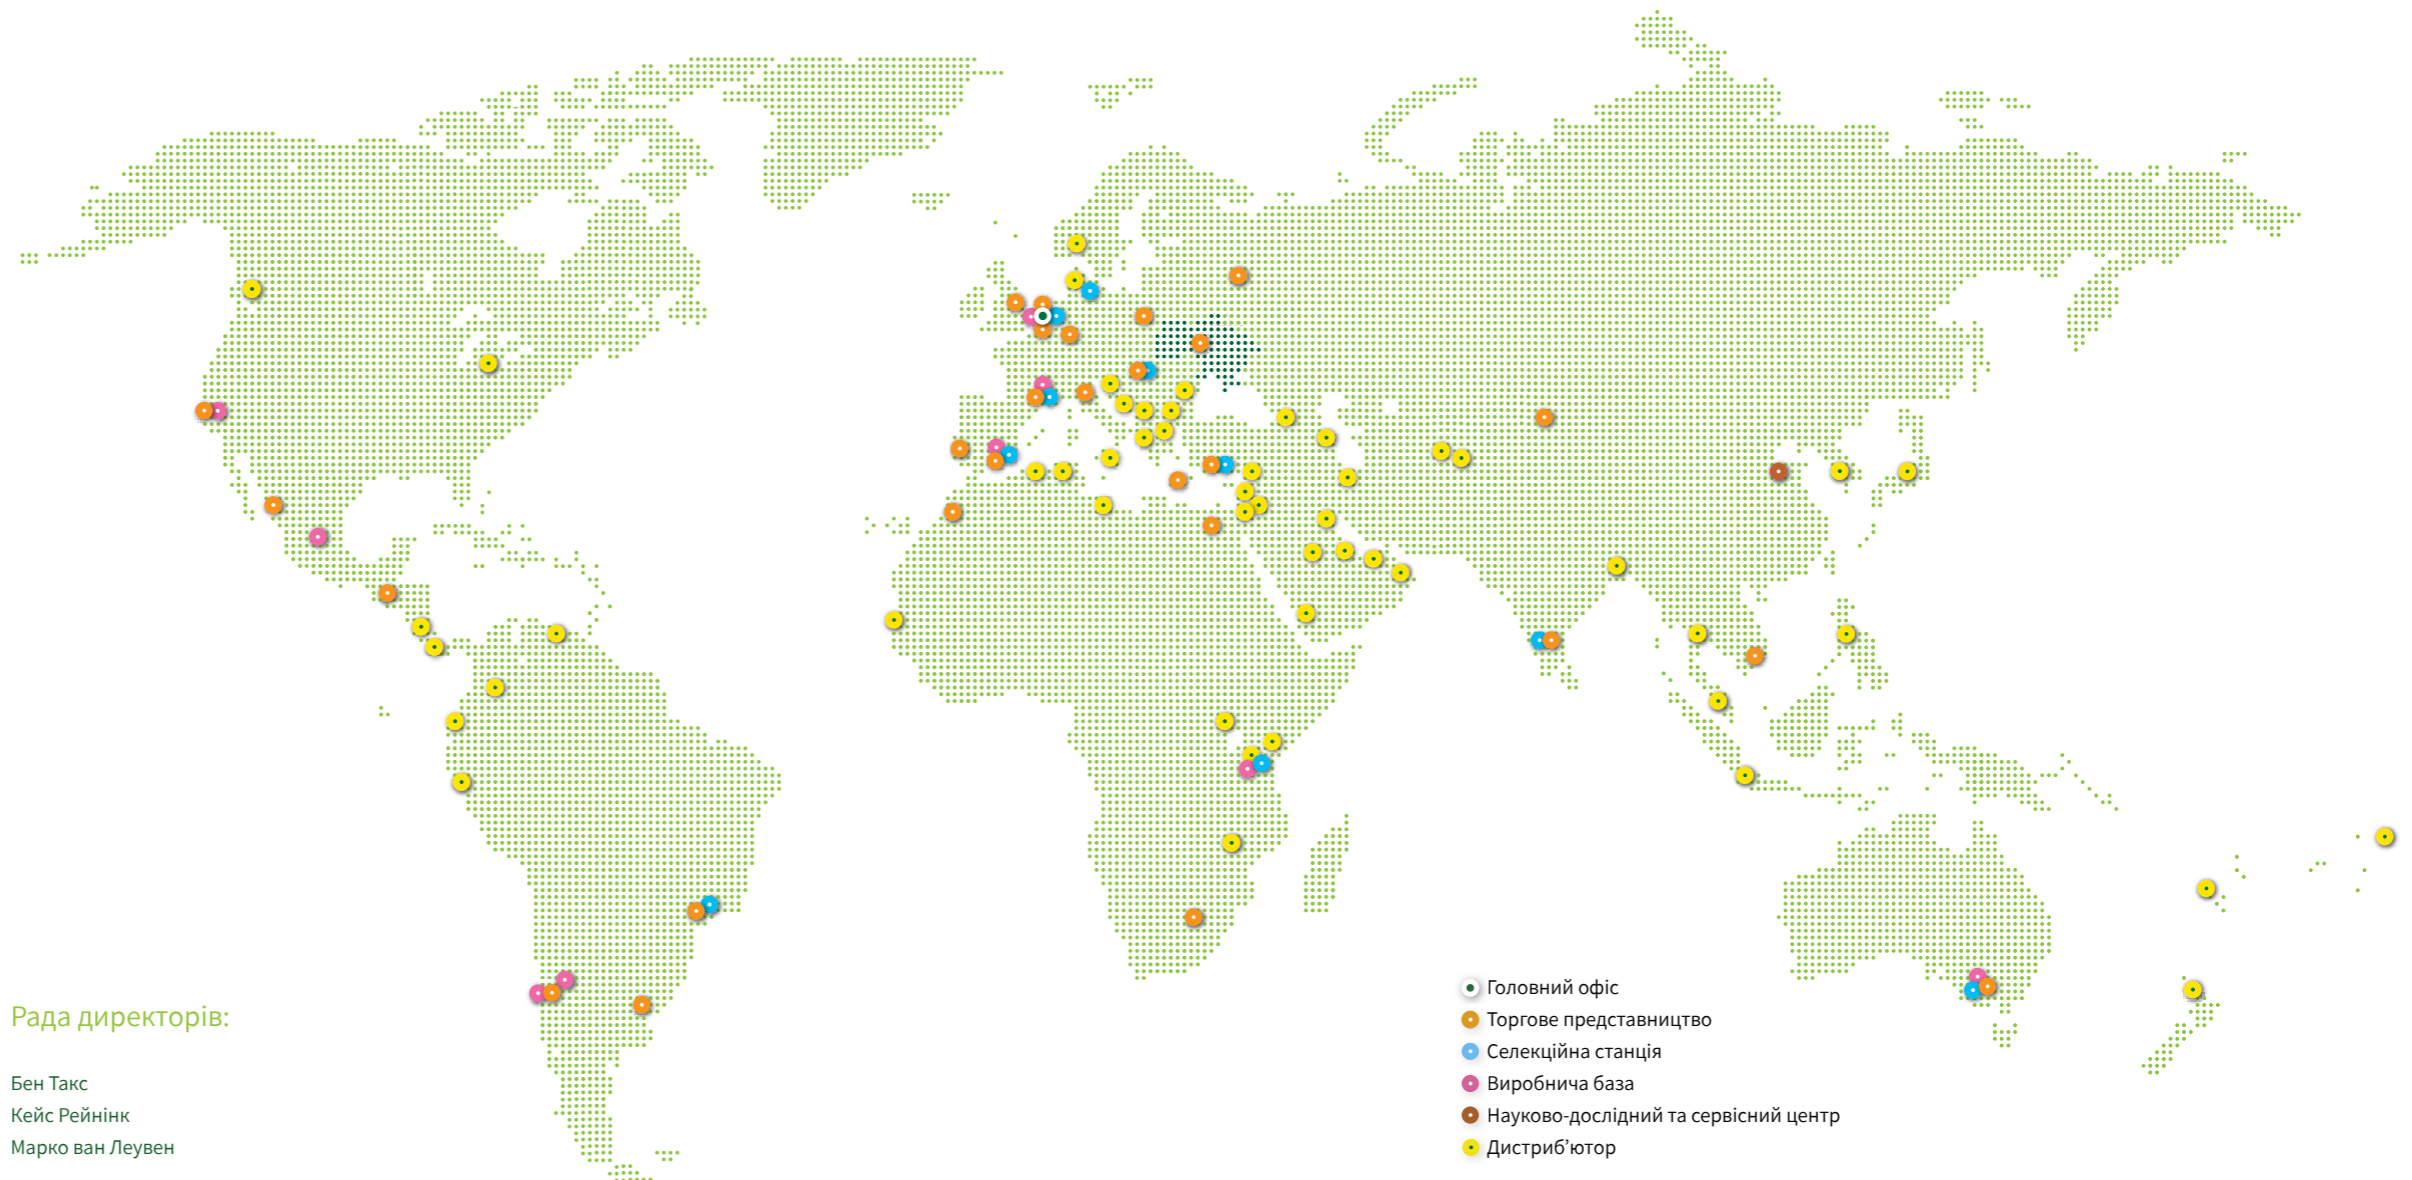 Рада директорів:
Бен Такс
Кейс Рейнінк
Марко ван Леувен
Головний офіс
Торгове представництво
Селекційна станція
Виробнича база
Науково-дослідний та сервісний центр
Дистриб’ютор